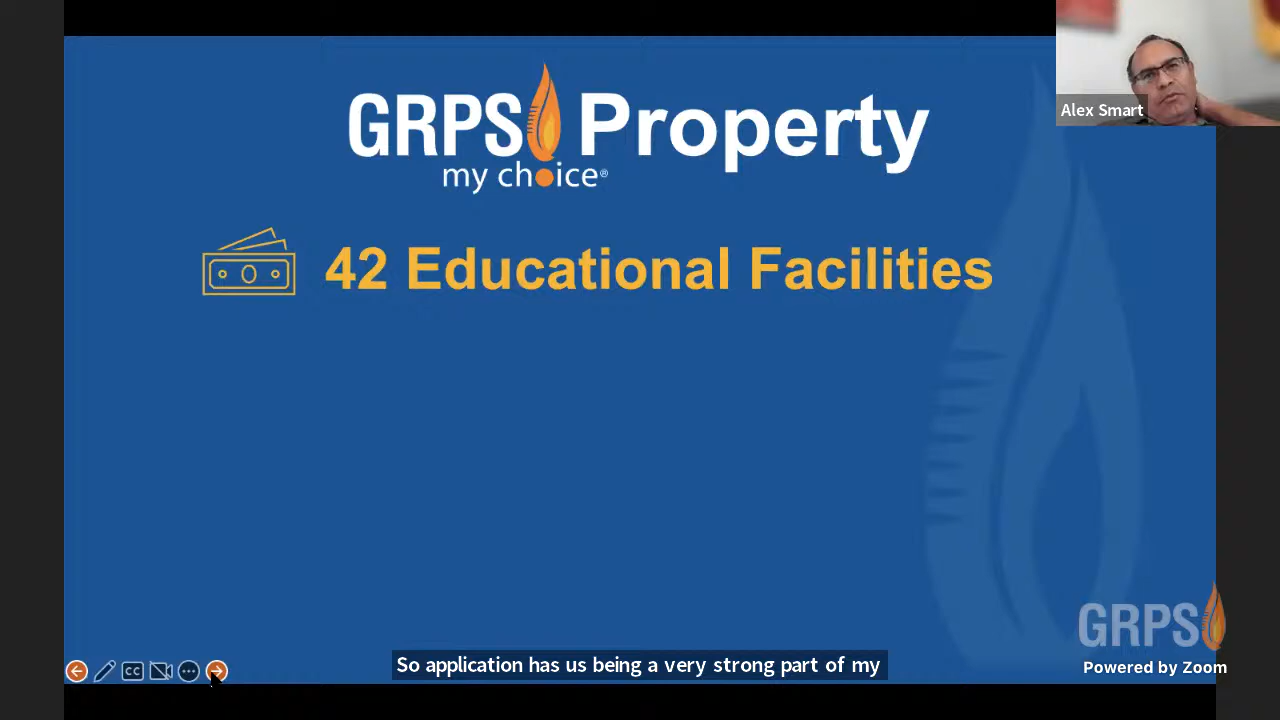 GRPS Property
my choice®
Alex Smart
42 Educational Facilities
GRPS
Powered by Zoom
CC
So application has us being a very strong part of my